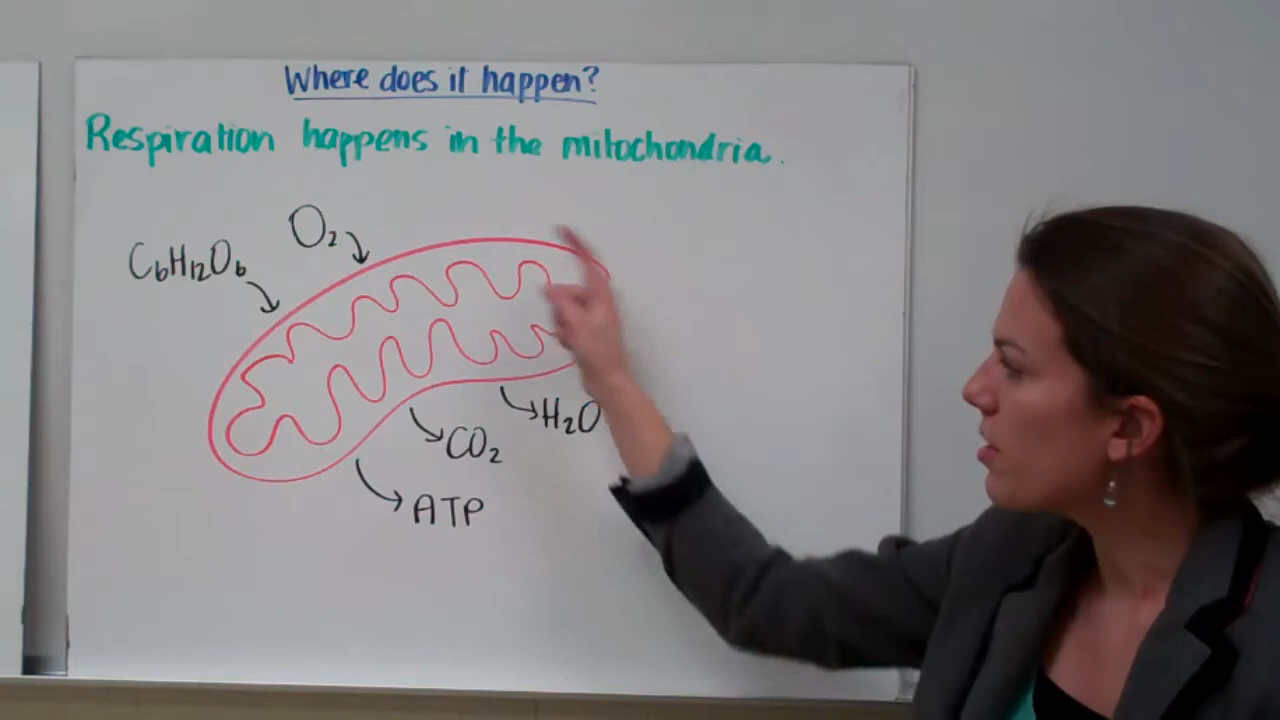 Where does it happen?
Respiration happens in the mitochondria.
O₂
C₆H₁₂O₆
H₂O
CO₂
ATP